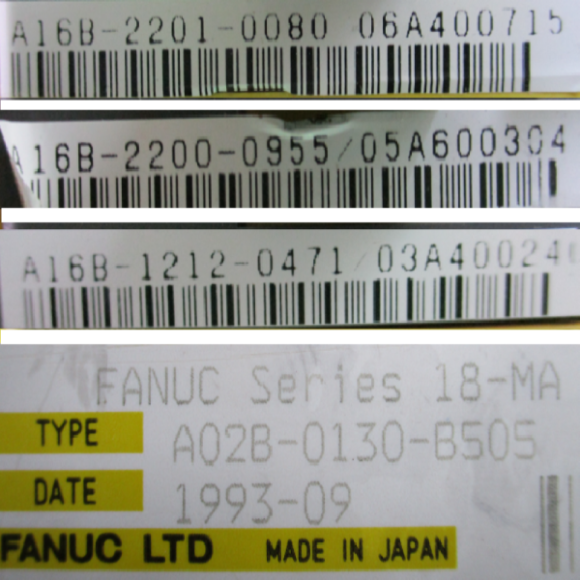 A16B-2201-0080 06A400715
A16B-2200-0955/05A600304
A16B-1212-0471/03A40024
FANUC Series 18-MA
TYPE A02B-0130-B505
DATE 1993-09
FANUC LTD MADE IN JAPAN